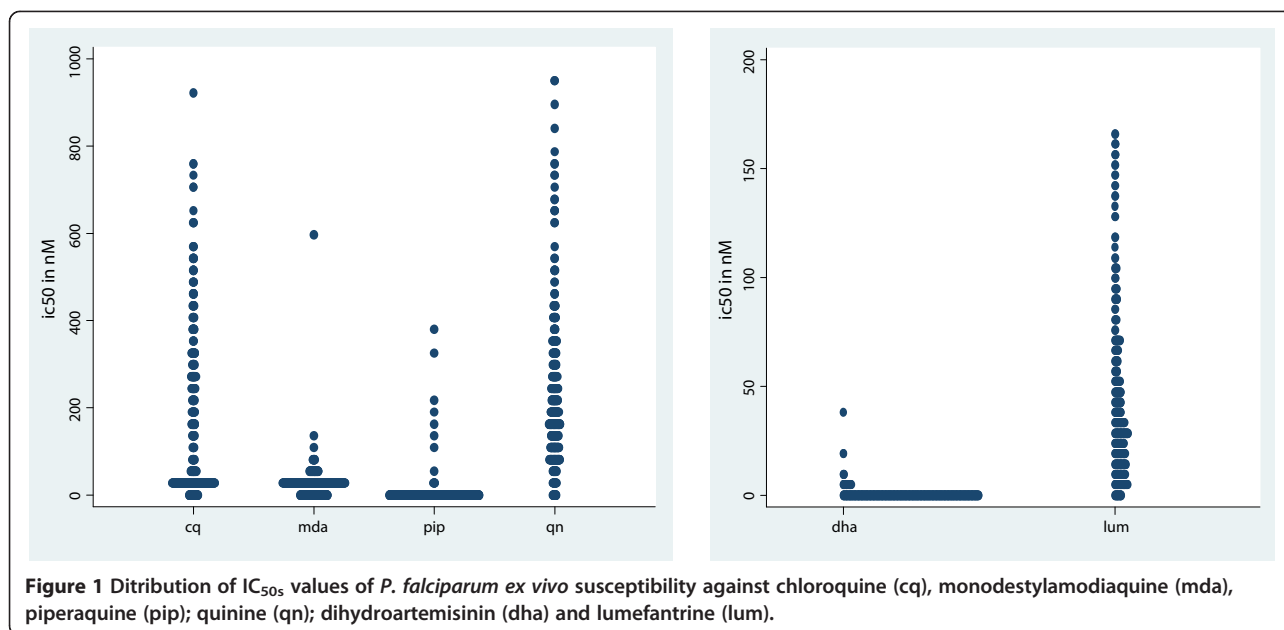 1000
800
600
400
200
0
ic50 in nM
cq mda pip qn
200
150
100
50
0
ic50 in nM
dha lum
Figure 1 Ditribution of IC50s values of P. falciparum ex vivo susceptibility against chloroquine (cq), monodestylamodiaquine (mda),
piperaquine (pip); quinine (qn); dihydroartemisinin (dha) and lumefantrine (lum).